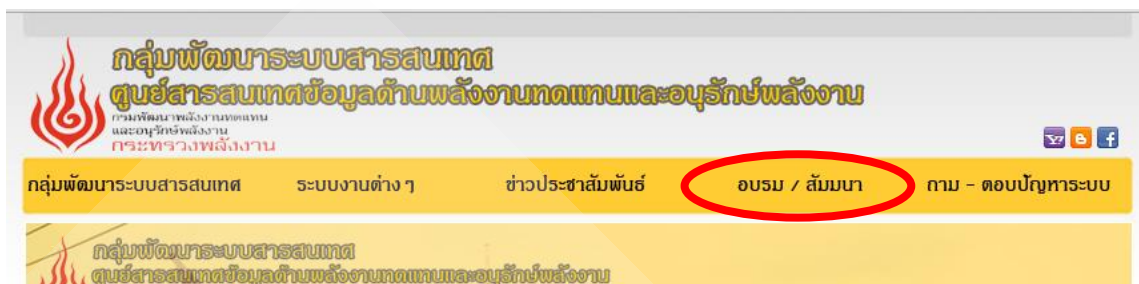 กลุ่มพัฒนาระบบสารสนเทศ
ศูนย์สารสนเทศข้อมูลด้านพลังงานทดแทนและอนุรักษ์พลังงาน
กรมพัฒนาพลังงานทดแทน
และอนุรักษ์พลังงาน
กระทรวงพลังงาน
กลุ่มพัฒนาระบบสารสนเทศ ระบบงานต่าง ๆ ข่าวประชาสัมพันธ์ อบรม / สัมมนา ถาม - ตอบปัญหาระบบ
กลุ่มพัฒนาระบบสารสนเทศ
ศูนย์สารสนเทศข้อมูลด้านพลังงานทดแทนและอนุรักษ์พลังงาน